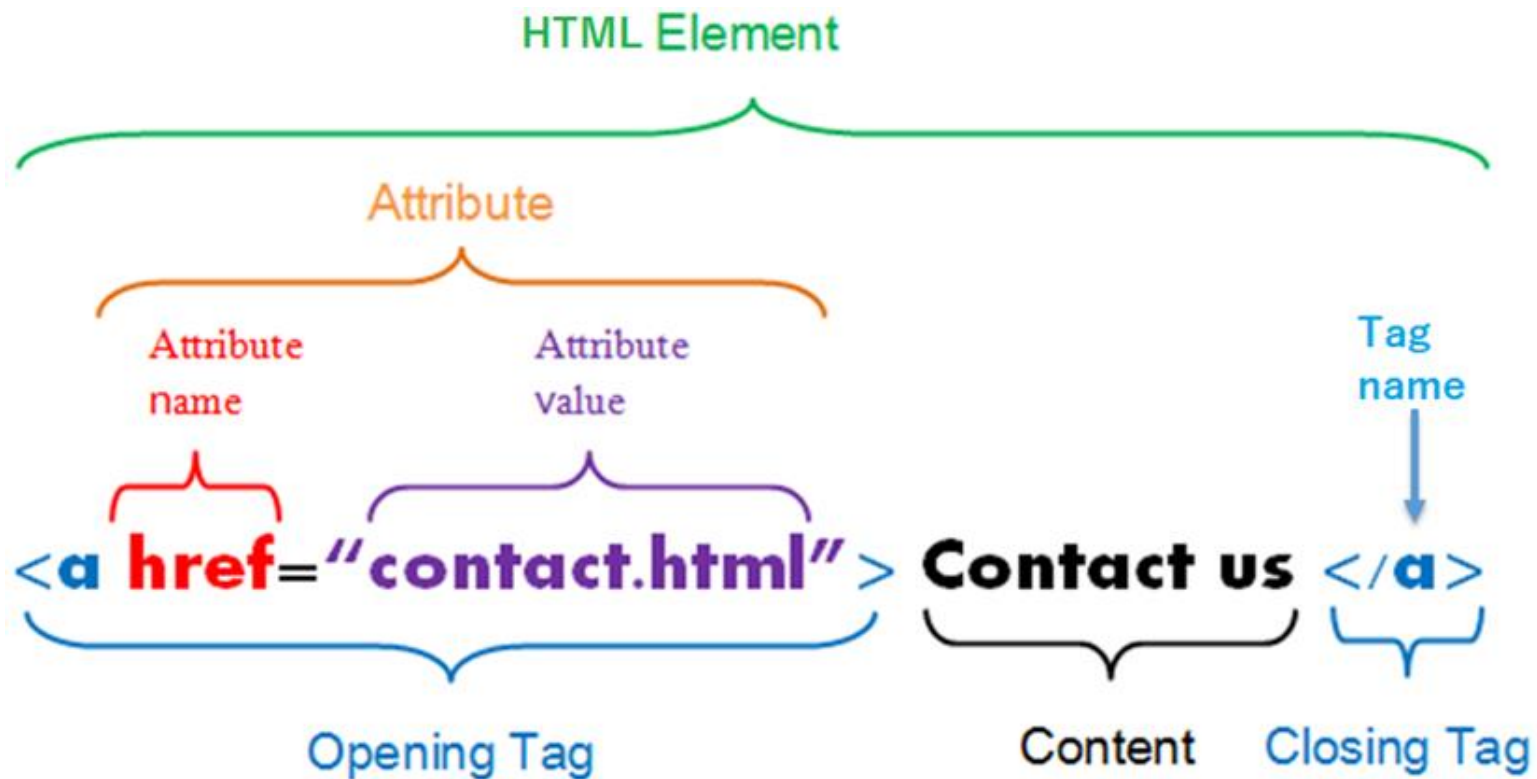 HTML Element
Attribute
Attribute
name
Attribute
value
Tag
name
<a href=“contact.html”> Contact us </a>
Opening Tag
Content
Closing Tag